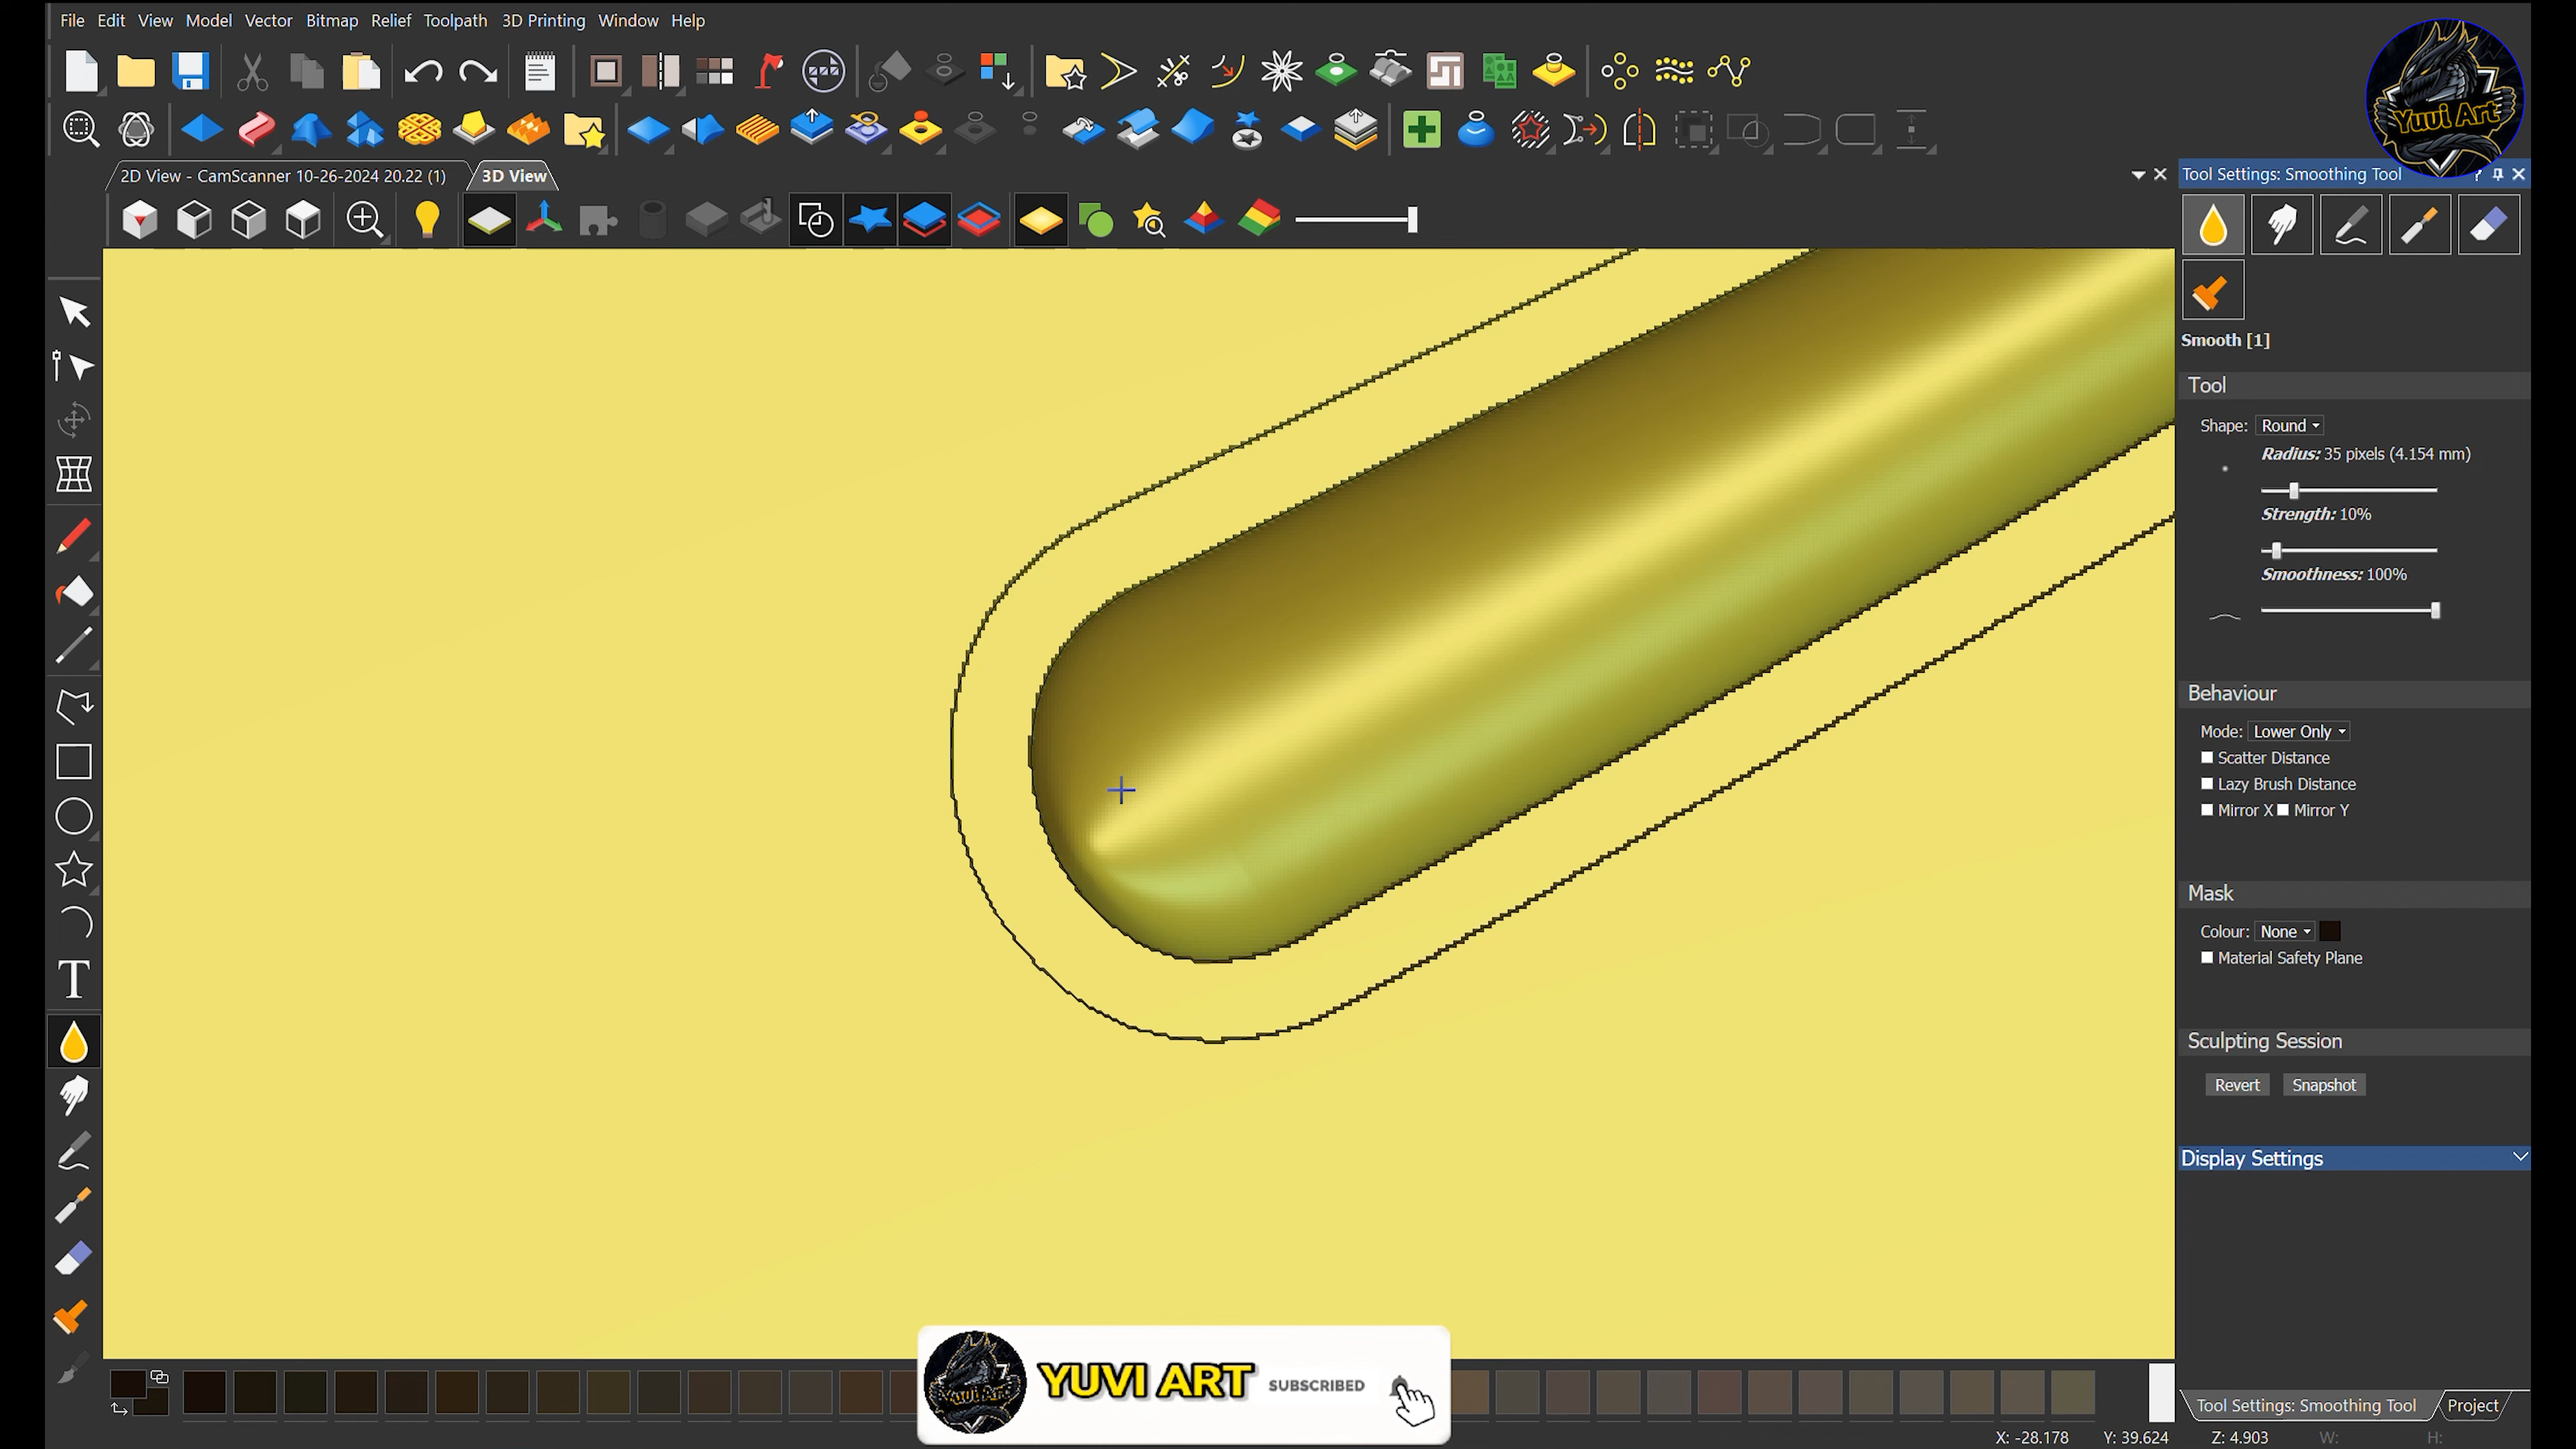 File Edit View Model Vector Bitmap Relief Toolpath 3D Printing Window Help
Yuvi Art
2D View - CamScanner 10-26-2024 20.22 (1)
3D View
Tool Settings: Smoothing Tool
Smooth [1]
Tool
Shape: Round
Radius: 35 pixels (4.154 mm)
Strength: 10%
Smoothness: 100%
Behaviour
Mode: Lower Only
Scatter Distance
Lazy Brush Distance
Mirror X Mirror Y
Mask
Colour: None
Material Safety Plane
Sculpting Session
Revert Snapshot
Display Settings
T
Yuvi Art
YUVI ART SUBSCRIBED
Tool Settings: Smoothing Tool Project
X: -28.178 Y: 39.624 Z: 4.903 W: H: